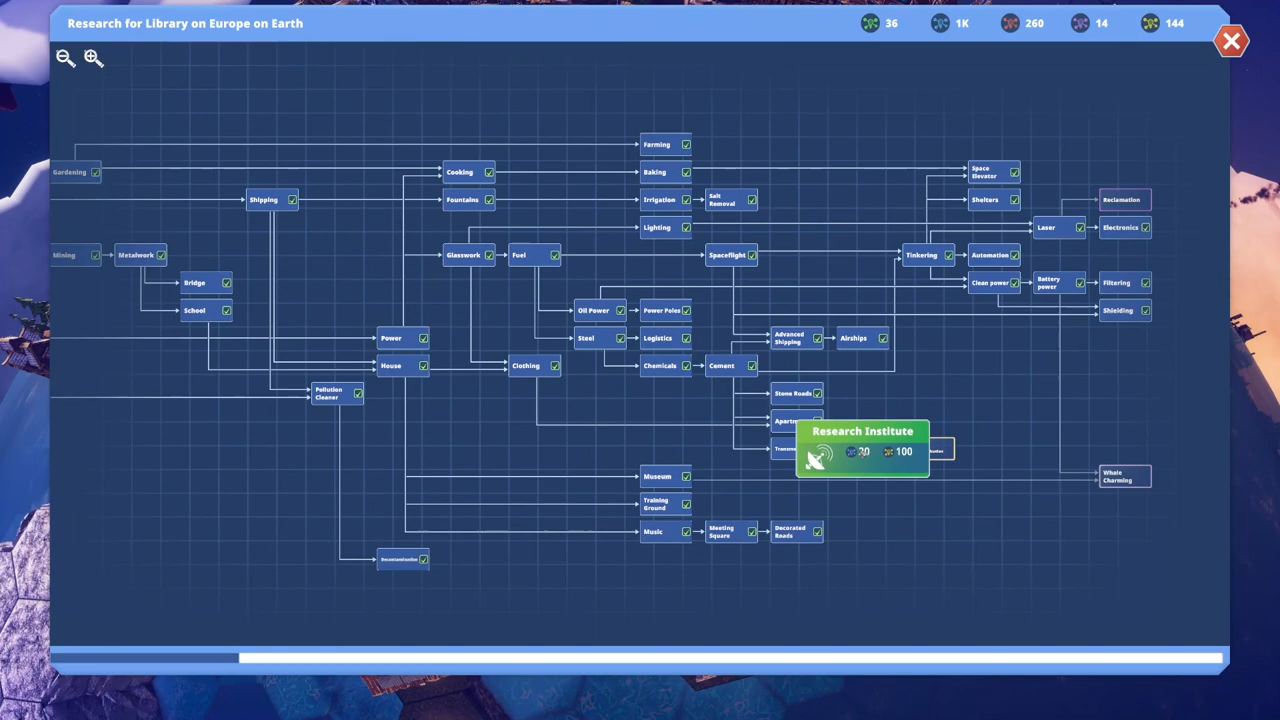 Research for Library on Europe on Earth
36
1K
260
14
144
Farming
Gardening
Cooking
Baking
Space
Elevator
Shipping
Fountains
Irrigation
Salt
Removal
Shelters
Reclamation
Lighting
Laser
Electronics
Mining
Metalwork
Glasswork
Fuel
Spaceflight
Tinkering
Automation
Bridge
Clean power
Battery
power
Filtering
School
Oil Power
Power Poles
Shielding
Power
Steel
Logistics
Advanced
Shipping
Airships
House
Clothing
Chemicals
Cement
Pollution
Cleaner
Stone Roads
Research Institute
100
Museum
Whale
Charming
Training
Ground
Music
Meeting
Square
Decorated
Roads